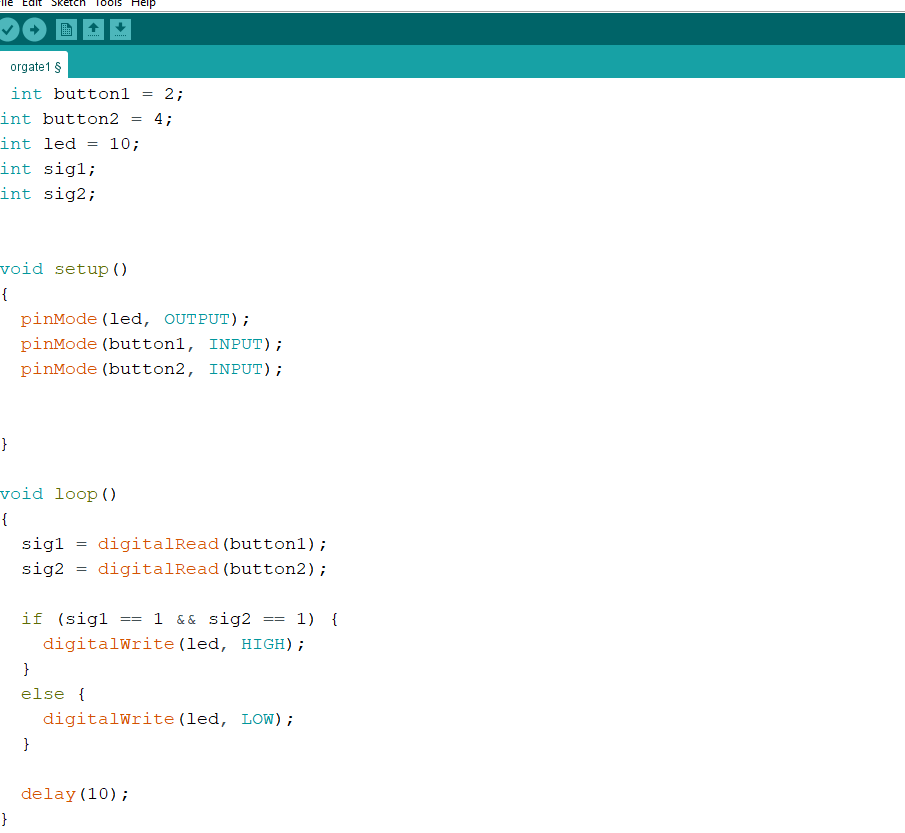 File Edit Sketch Tools Help
orgate1 §
int button1 = 2;
int button2 = 4;
int led = 10;
int sig1;
int sig2;
void setup()
{
pinMode(led, OUTPUT);
pinMode(button1, INPUT);
pinMode(button2, INPUT);
}
void loop()
{
sig1 = digitalRead(button1);
sig2 = digitalRead(button2);
if (sig1 == 1 && sig2 == 1) {
digitalWrite(led, HIGH);
}
else {
digitalWrite(led, LOW);
}
delay(10);
}